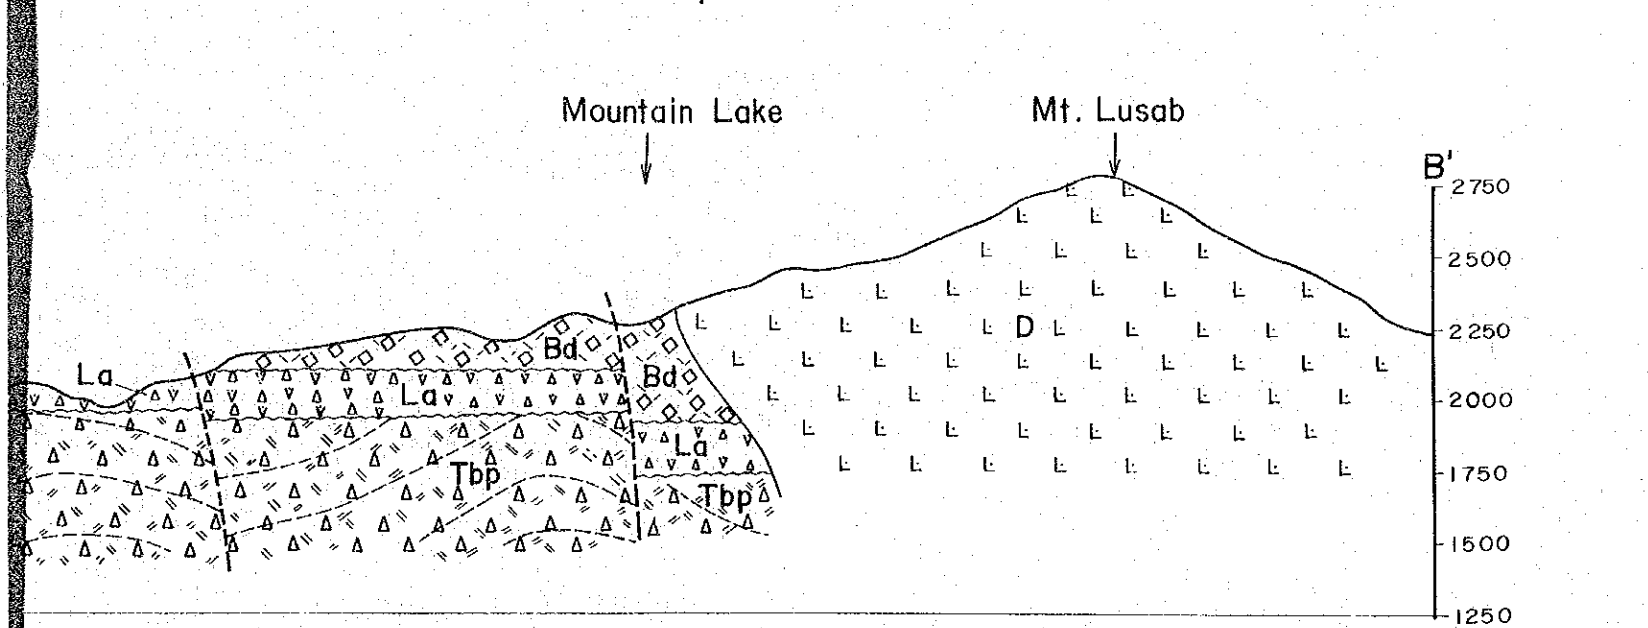 Mountain Lake
Mt. Lusab
B'
2750
2500
2250
D
Bd
La
Bd
La
2000
La
Tbp
1750
Tbp
1500
1250